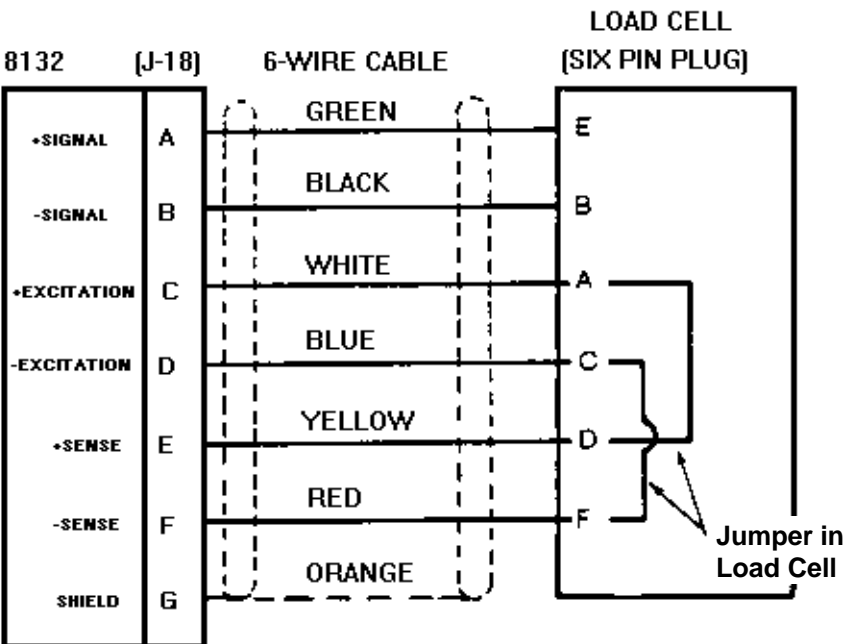 LOAD CELL
8132 (J-18) 6-WIRE CABLE (SIX PIN PLUG)
+SIGNAL A GREEN E
-SIGNAL B BLACK B
+EXCITATION C WHITE A
-EXCITATION D BLUE C
+SENSE E YELLOW D
-SENSE F RED F
Jumper in
Load Cell
SHIELD G ORANGE